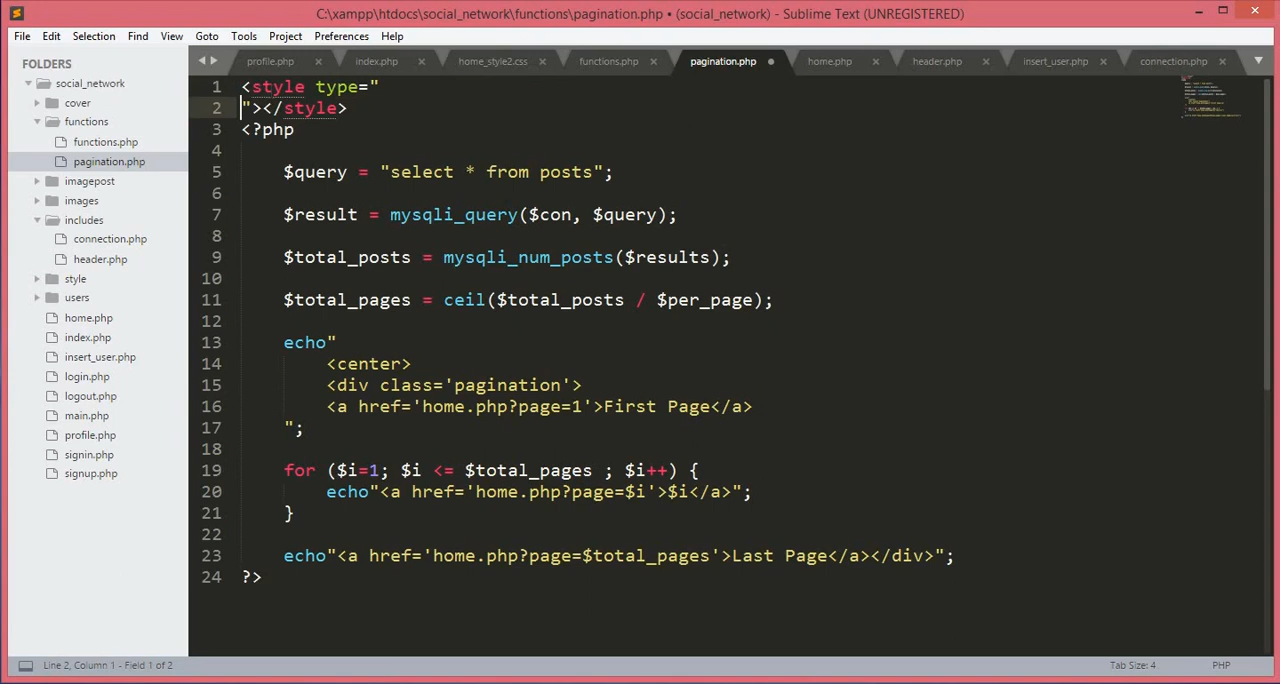 C:\xampp\htdocs\social_network\functions\pagination.php • (social_network) - Sublime Text (UNREGISTERED)
File Edit Selection Find View Goto Tools Project Preferences Help
FOLDERS
social_network
cover
functions
functions.php
pagination.php
imagepost
images
includes
connection.php
header.php
style
users
home.php
index.php
insert_user.php
login.php
logout.php
main.php
profile.php
signin.php
signup.php
profile.php index.php home_style2.css functions.php pagination.php home.php header.php insert_user.php connection.php
1 <style type="
2 "></style>
3 <?php
4
5 $query = "select * from posts";
6
7 $result = mysqli_query($con, $query);
8
9 $total_posts = mysqli_num_posts($results);
10
11 $total_pages = ceil($total_posts / $per_page);
12
13 echo"
14 <center>
15 <div class='pagination'>
16 <a href='home.php?page=1'>First Page</a>
17 ";
18
19 for ($i=1; $i <= $total_pages ; $i++) {
20 echo"<a href='home.php?page=$i'>$i</a>";
21 }
22
23 echo"<a href='home.php?page=$total_pages'>Last Page</a></div>";
24 ?>
Line 2, Column 1 - Field 1 of 2
Tab Size: 4
PHP